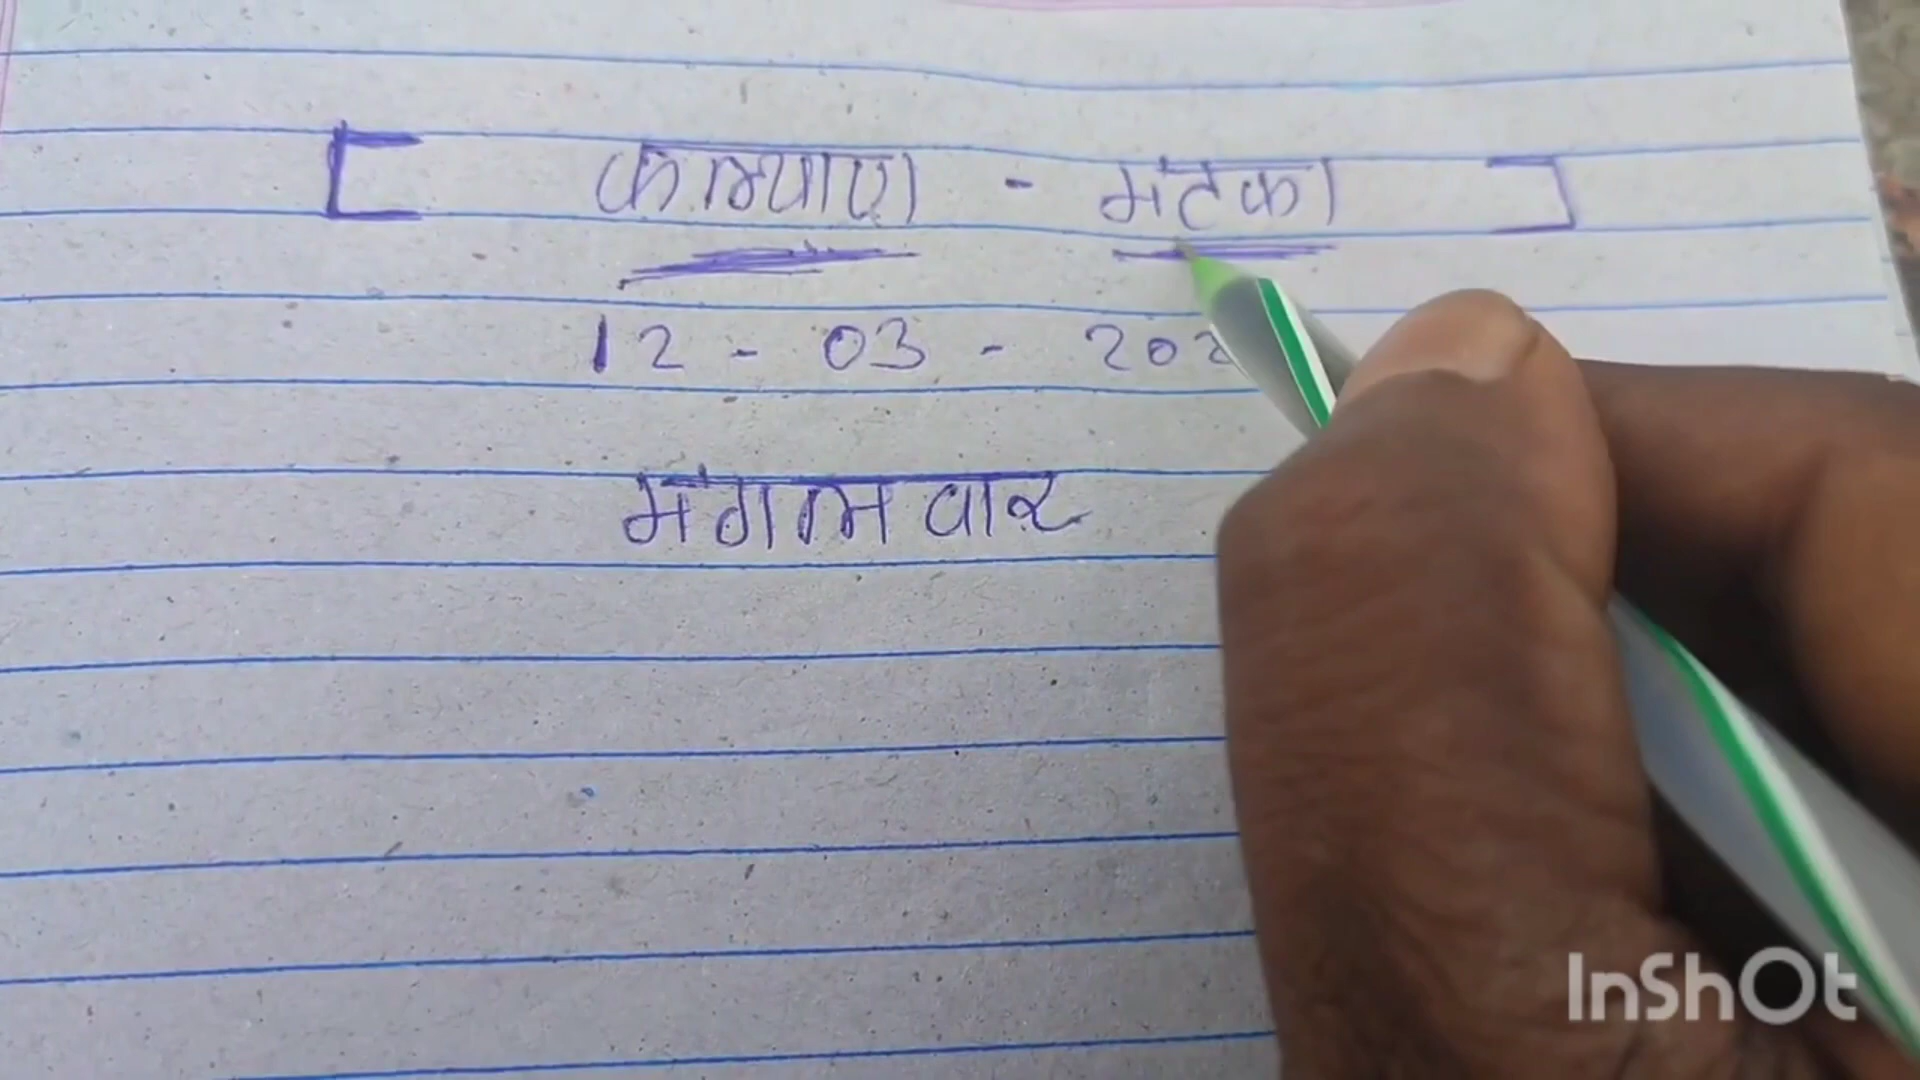 [ कल्याण - मटका ]
12 - 03 - 202
मंगलवार
InShOt